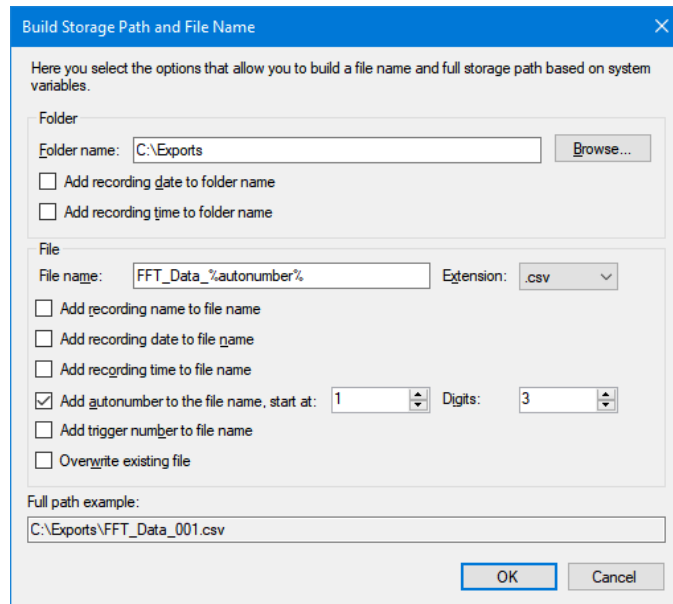 Build Storage Path and File Name
Here you select the options that allow you to build a file name and full storage path based on system
variables.
Folder
Folder name: C:\Exports Browse...
Add recording date to folder name
Add recording time to folder name
File
File name: FFT_Data_%autonumber% Extension: .csv
Add recording name to file name
Add recording date to file name
Add recording time to file name
Add autonumber to the file name, start at: 1 Digits: 3
Add trigger number to file name
Overwrite existing file
Full path example:
C:\Exports\FFT_Data_001.csv
OK Cancel